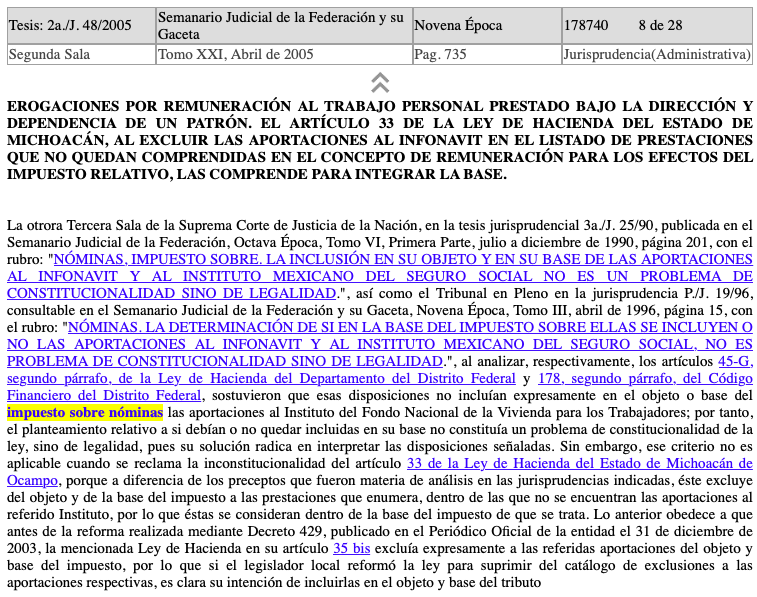 Tesis: 2a./J. 48/2005 Semanario Judicial de la Federación y su Gaceta Novena Época 178740 8 de 28
Segunda Sala Tomo XXI, Abril de 2005 Pag. 735 Jurisprudencia(Administrativa)
EROGACIONES POR REMUNERACIÓN AL TRABAJO PERSONAL PRESTADO BAJO LA DIRECCIÓN Y
DEPENDENCIA DE UN PATRÓN. EL ARTÍCULO 33 DE LA LEY DE HACIENDA DEL ESTADO DE
MICHOACÁN, AL EXCLUIR LAS APORTACIONES AL INFONAVIT EN EL LISTADO DE PRESTACIONES
QUE NO QUEDAN COMPRENDIDAS EN EL CONCEPTO DE REMUNERACIÓN PARA LOS EFECTOS DEL
IMPUESTO RELATIVO, LAS COMPRENDE PARA INTEGRAR LA BASE.
La otrora Tercera Sala de la Suprema Corte de Justicia de la Nación, en la tesis jurisprudencial 3a./J. 25/90, publicada en el
Semanario Judicial de la Federación, Octava Época, Tomo VI, Primera Parte, julio a diciembre de 1990, página 201, con el
rubro: "NÓMINAS, IMPUESTO SOBRE. LA INCLUSIÓN EN SU OBJETO Y EN SU BASE DE LAS APORTACIONES
AL INFONAVIT Y AL INSTITUTO MEXICANO DEL SEGURO SOCIAL NO ES UN PROBLEMA DE
CONSTITUCIONALIDAD SINO DE LEGALIDAD.", así como el Tribunal en Pleno en la jurisprudencia P./J. 19/96,
consultable en el Semanario Judicial de la Federación y su Gaceta, Novena Época, Tomo III, abril de 1996, página 15, con
el rubro: "NÓMINAS. LA DETERMINACIÓN DE SI EN LA BASE DEL IMPUESTO SOBRE ELLAS SE INCLUYEN O
NO LAS APORTACIONES AL INFONAVIT Y AL INSTITUTO MEXICANO DEL SEGURO SOCIAL, NO ES
PROBLEMA DE CONSTITUCIONALIDAD SINO DE LEGALIDAD.", al analizar, respectivamente, los artículos 45-G,
segundo párrafo, de la Ley de Hacienda del Departamento del Distrito Federal y 178, segundo párrafo, del Código
Financiero del Distrito Federal, sostuvieron que esas disposiciones no incluían expresamente en el objeto o base del
impuesto sobre nóminas las aportaciones al Instituto del Fondo Nacional de la Vivienda para los Trabajadores; por tanto,
el planteamiento relativo a si debían o no quedar incluidas en su base no constituía un problema de constitucionalidad de la
ley, sino de legalidad, pues su solución radica en interpretar las disposiciones señaladas. Sin embargo, ese criterio no es
aplicable cuando se reclama la inconstitucionalidad del artículo 33 de la Ley de Hacienda del Estado de Michoacán de
Ocampo, porque a diferencia de los preceptos que fueron materia de análisis en las jurisprudencias indicadas, éste excluye
del objeto y de la base del impuesto a las prestaciones que enumera, dentro de las que no se encuentran las aportaciones al
referido Instituto, por lo que éstas se consideran dentro de la base del impuesto de que se trata. Lo anterior obedece a que
antes de la reforma realizada mediante Decreto 429, publicado en el Periódico Oficial de la entidad el 31 de diciembre de
2003, la mencionada Ley de Hacienda en su artículo 35 bis excluía expresamente a las referidas aportaciones del objeto y
base del impuesto, por lo que si el legislador local reformó la ley para suprimir del catálogo de exclusiones a las
aportaciones respectivas, es clara su intención de incluirlas en el objeto y base del tributo